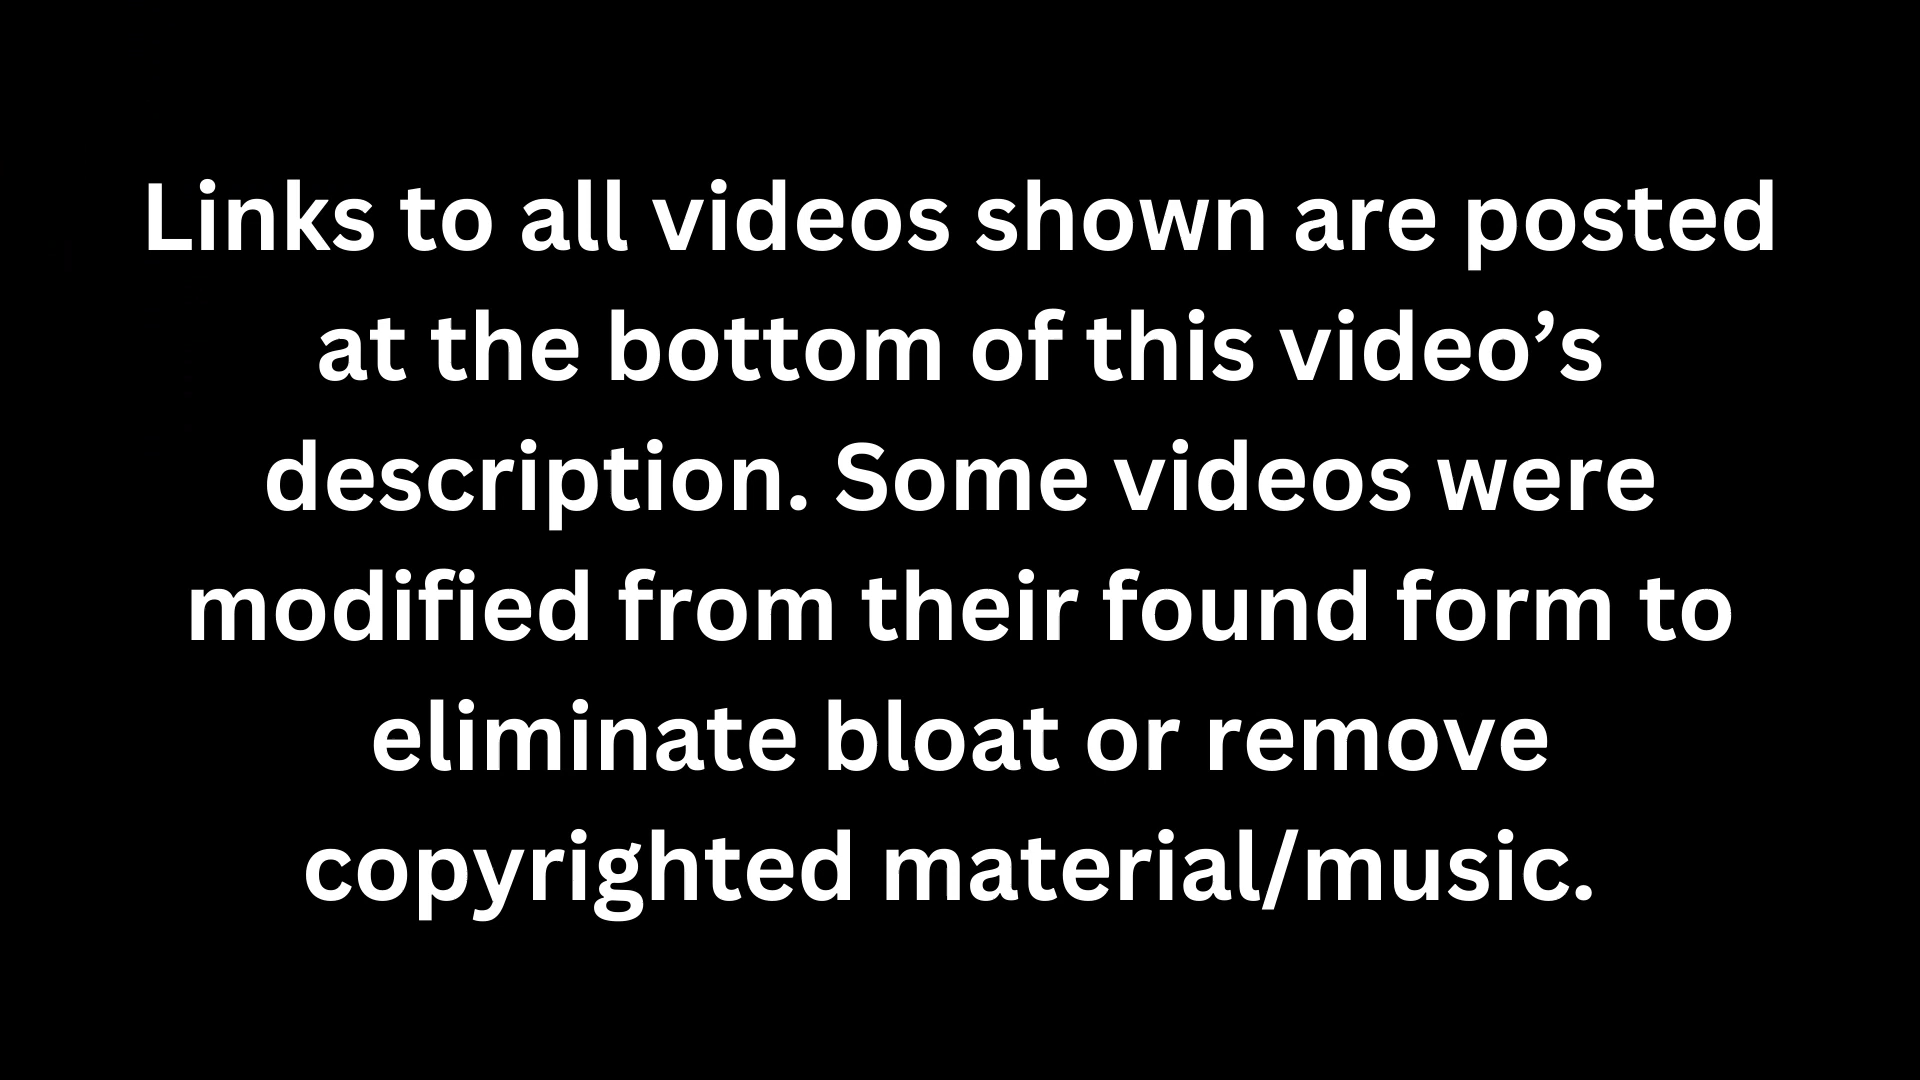 Links to all videos shown are posted
at the bottom of this video’s
description. Some videos were
modified from their found form to
eliminate bloat or remove
copyrighted material/music.